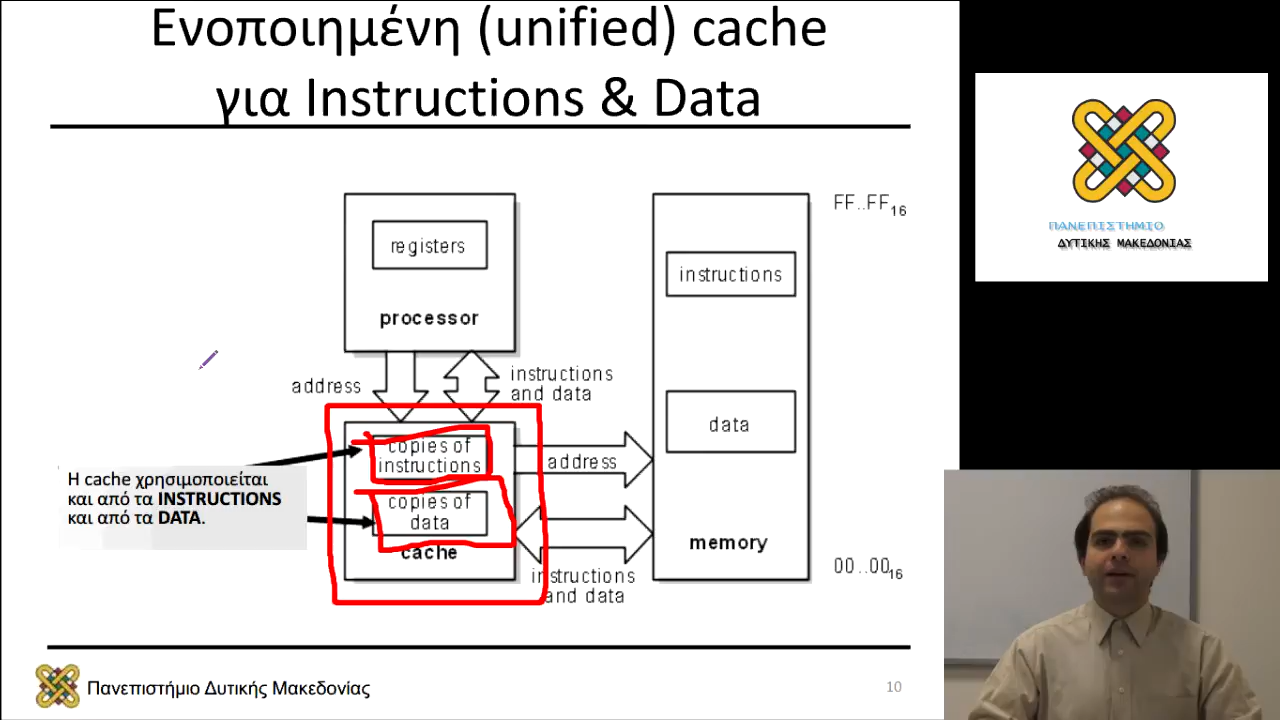 Ενοποιημένη (unified) cache
για Instructions & Data
registers
processor
address
instructions
and data
copies of
instructions
copies of
data
cache
address
instructions
and data
instructions
data
memory
FF..FF16
00..0016
Η cache χρησιμοποιείται
και από τα INSTRUCTIONS
και από τα DATA.
Πανεπιστήμιο Δυτικής Μακεδονίας
10
ΠΑΝΕΠΙΣΤΗΜΙΟ
ΔΥΤΙΚΗΣ ΜΑΚΕΔΟΝΙΑΣ